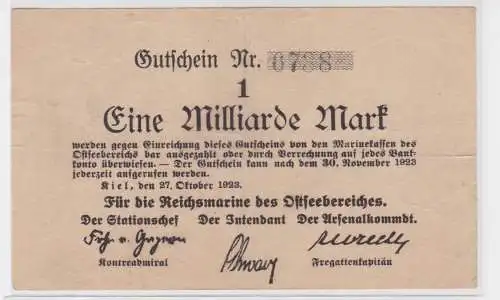 Gutschein Nr. 0788
1
Eine Milliarde Mark
werden gegen Einreichung dieses Gutscheins von den Marinekassen des
Ostseebereichs bar ausgezahlt oder durch Verrechnung auf jedes Bank-
konto überwiesen. — Der Gutschein kann nach dem 30. November 1923
jederzeit aufgerufen werden.
Kiel, den 27. Oktober 1923.
Für die Reichsmarine des Ostseebereiches.
Der Stationschef Der Intendant Der Arsenalkommdt.
Konteradmiral Fregattenkapitän